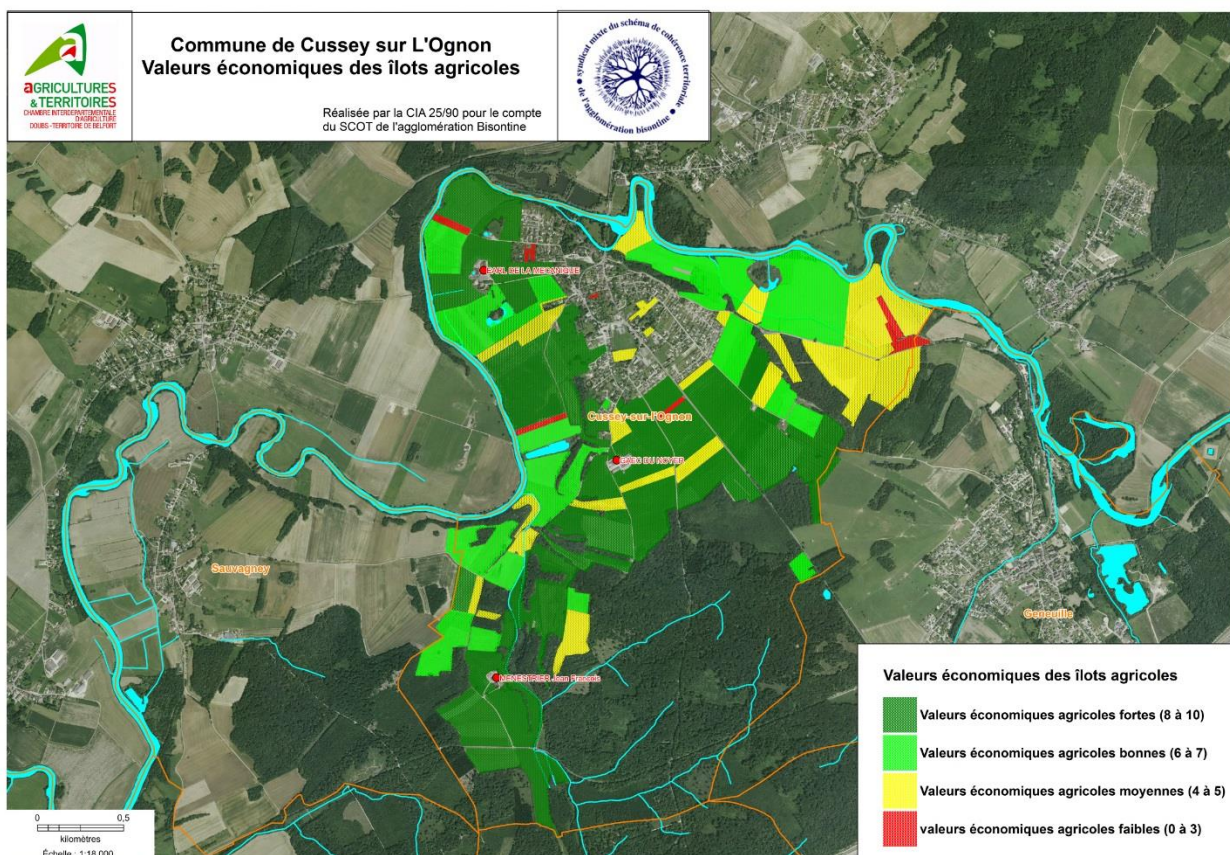 aGRICULTURES
& TERRITOIRES
CHAMBRE INTERDEPARTEMENTALE
D'AGRICULTURE
DOUBS - TERRITOIRE DE BELFORT
Commune de Cussey sur L'Ognon
Valeurs économiques des îlots agricoles
Réalisée par la CIA 25/90 pour le compte
du SCOT de l'agglomération Bisontine
syndicat mixte du schéma de cohérence territoriale
de l'agglomération bisontine
EARL DE LA MECANIQUE
Cussey-sur-l'Ognon
GAEC DU NOYER
Sauvagney
Geneuille
MENESTRIER Jean François
Valeurs économiques des îlots agricoles
Valeurs économiques agricoles fortes (8 à 10)
Valeurs économiques agricoles bonnes (6 à 7)
Valeurs économiques agricoles moyennes (4 à 5)
valeurs économiques agricoles faibles (0 à 3)
0 0,5
kilomètres
Échelle : 1:18 000